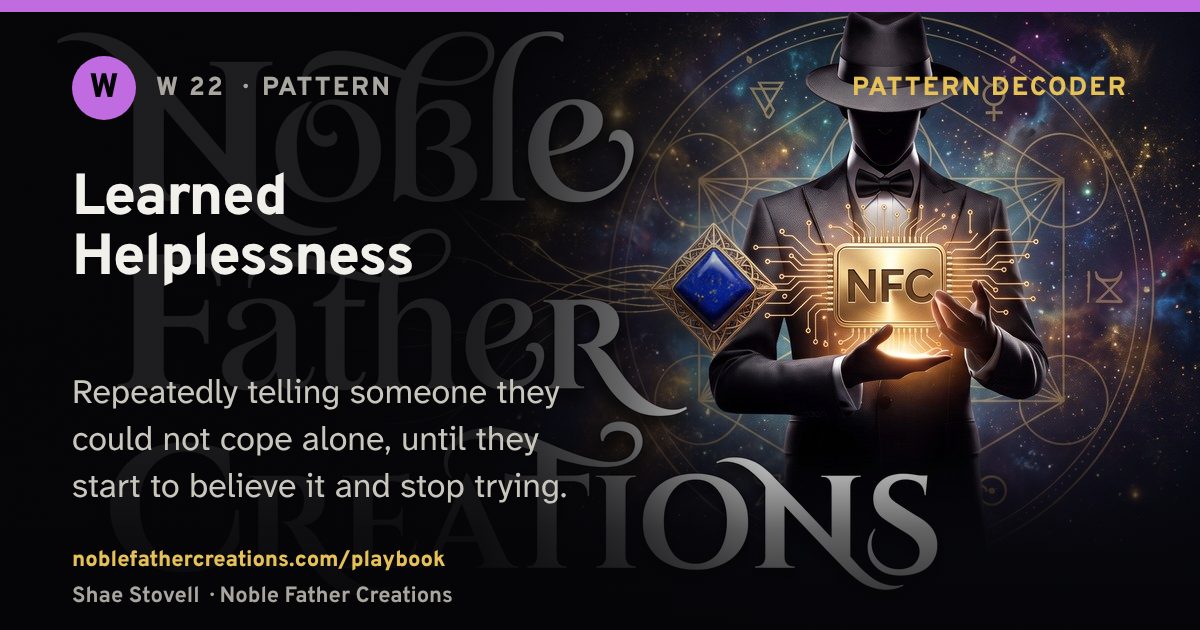 W
W 22 · PATTERN
PATTERN DECODER
Noble
Father
Creations
Learned
Helplessness
NFC
Repeatedly telling someone they
could not cope alone, until they
start to believe it and stop trying.
noblefathercreations.com/playbook
Shae Stovell · Noble Father Creations